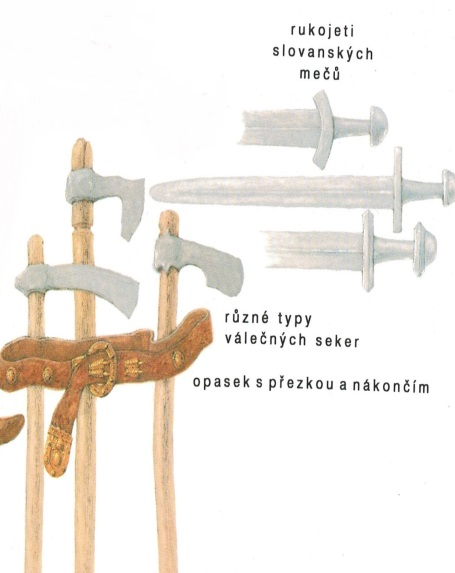 rukojeti
slovanských
mečů
různé typy
válečných seker
opasek s přezkou a nákončím